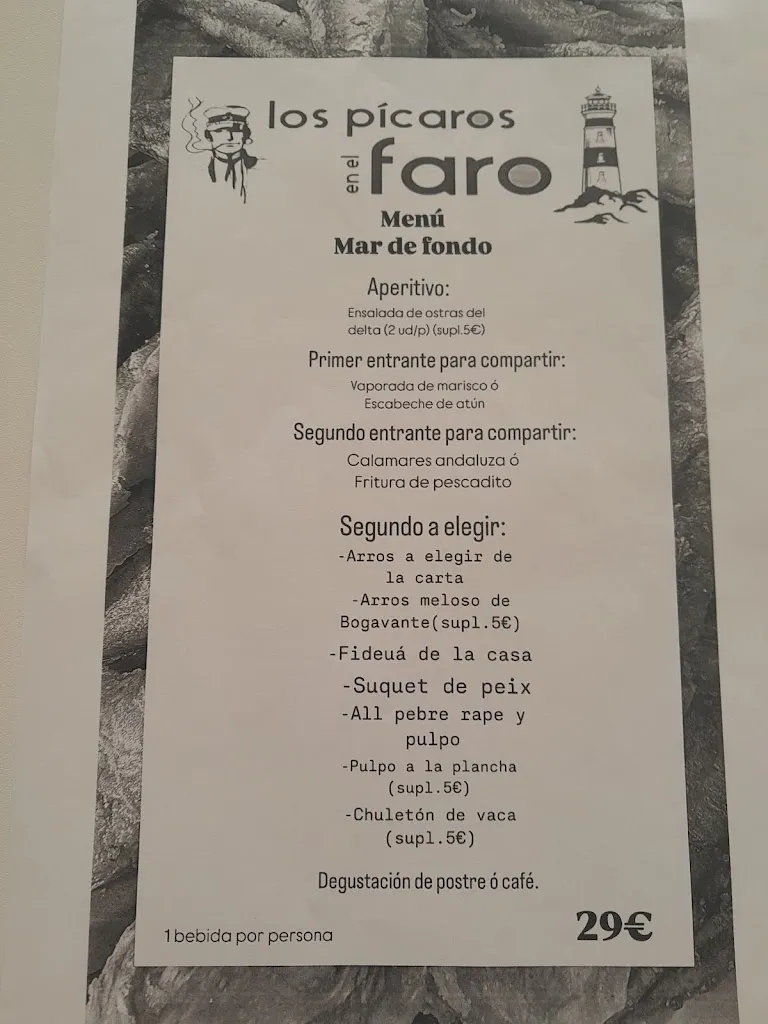 los pícaros
en el faro
Menú
Mar de fondo
Aperitivo:
Ensalada de ostras del
delta (2 ud/p) (supl.5€)
Primer entrante para compartir:
Vaporada de marisco ó
Escabeche de atún
Segundo entrante para compartir:
Calamares andaluza ó
Fritura de pescadito
Segundo a elegir:
-Arros a elegir de
la carta
-Arros meloso de
Bogavante(supl.5€)
-Fideuá de la casa
-Suquet de peix
-All pebre rape y
pulpo
-Pulpo a la plancha
(supl.5€)
-Chuletón de vaca
(supl.5€)
Degustación de postre ó café.
1 bebida por persona
29€